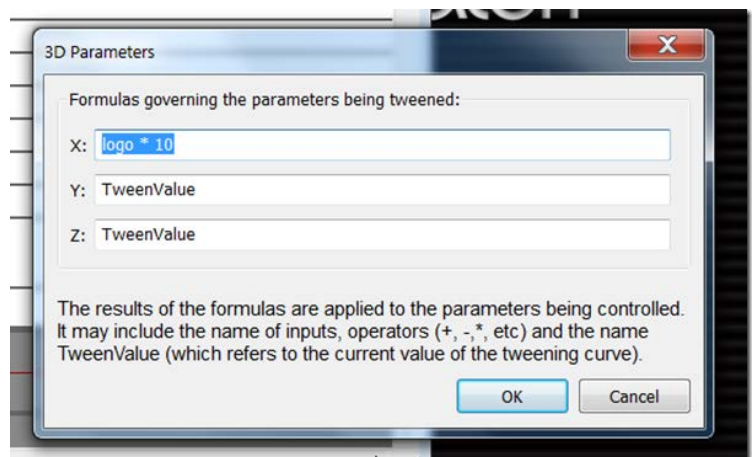 3D Parameters
Formulas governing the parameters being tweened:
X: logo * 10
Y: TweenValue
Z: TweenValue
The results of the formulas are applied to the parameters being controlled.
It may include the name of inputs, operators (+, -,*, etc) and the name
TweenValue (which refers to the current value of the tweening curve).
OK Cancel